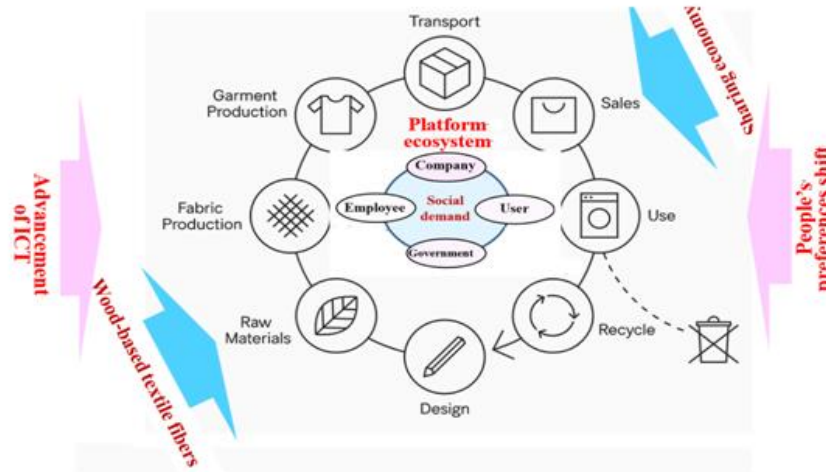 Transport
Garment
Production
Sales
Sharing economy
Platform
ecosystem
Company
Advancement
of ICT
Fabric
Production
Employee
Social
demand
User
Use
People's
preferences shift
Government
Wood-based textile fibers
Raw
Materials
Recycle
Design